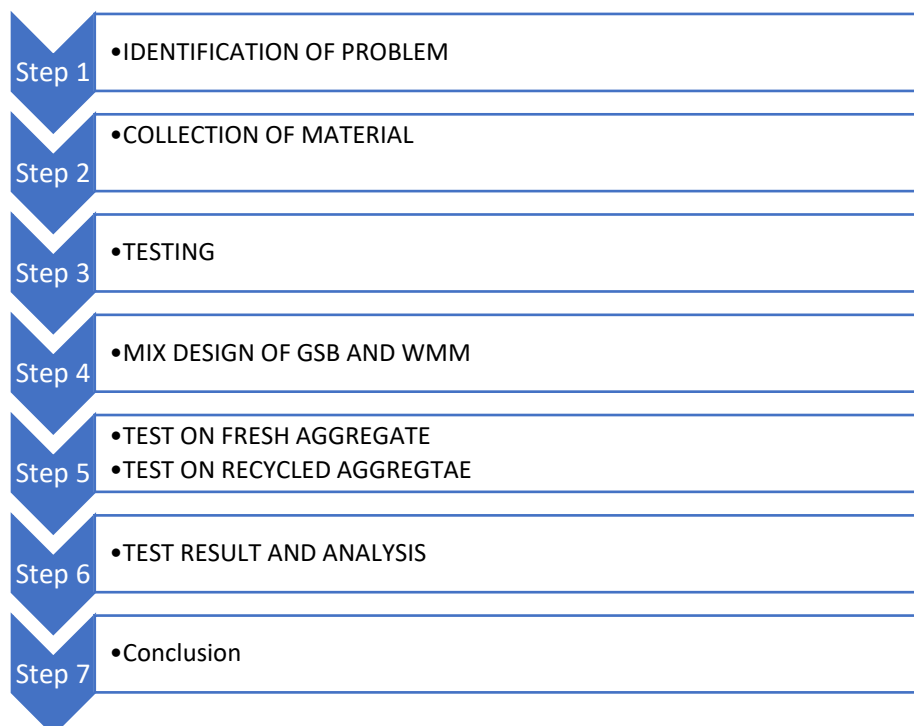 Step 1
•IDENTIFICATION OF PROBLEM
Step 2
•COLLECTION OF MATERIAL
Step 3
•TESTING
Step 4
•MIX DESIGN OF GSB AND WMM
Step 5
•TEST ON FRESH AGGREGATE
•TEST ON RECYCLED AGGREGTAE
Step 6
•TEST RESULT AND ANALYSIS
Step 7
•Conclusion